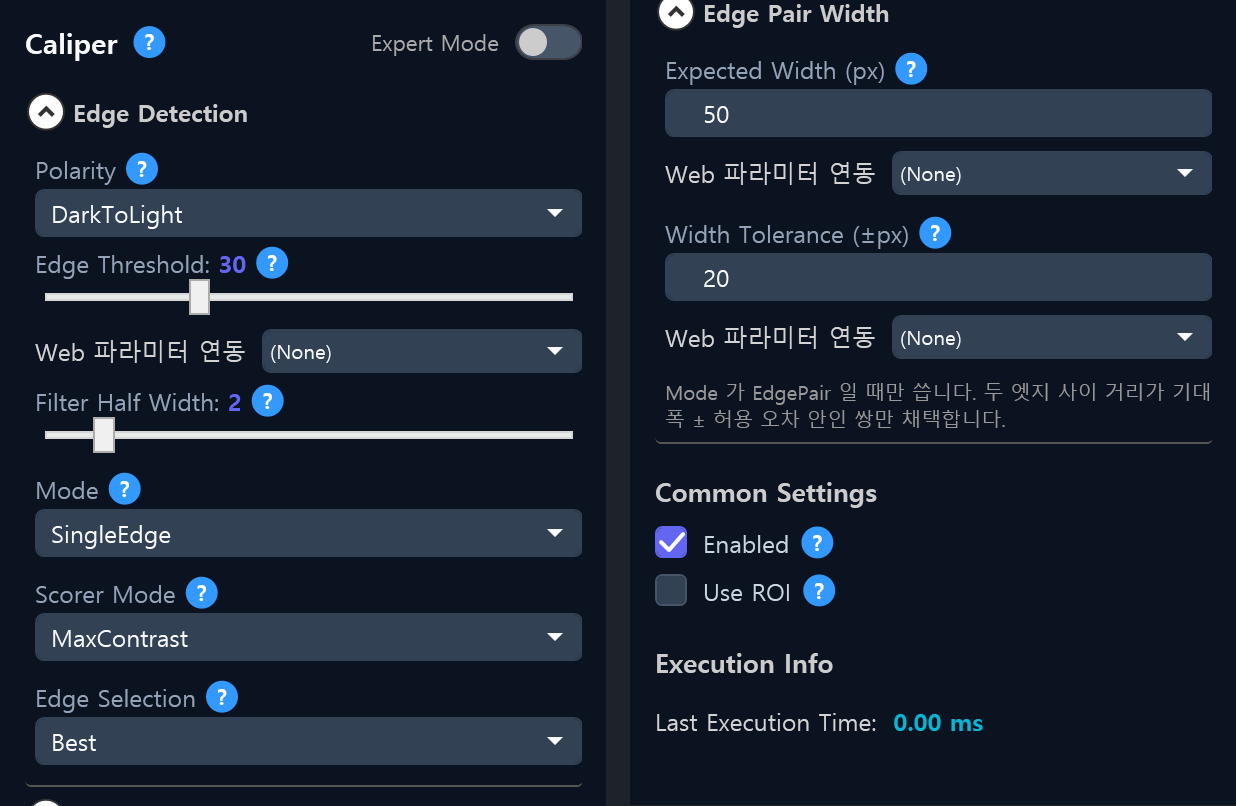 Caliper ?
Expert Mode
Edge Detection
Polarity ?
DarkToLight
Edge Threshold: 30 ?
Web 파라미터 연동 (None)
Filter Half Width: 2 ?
Mode ?
SingleEdge
Scorer Mode ?
MaxContrast
Edge Selection ?
Best
Edge Pair Width
Expected Width (px) ?
50
Web 파라미터 연동 (None)
Width Tolerance (±px) ?
20
Web 파라미터 연동 (None)
Mode 가 EdgePair 일 때만 씁니다. 두 엣지 사이 거리가 기대
폭 ± 허용 오차 안인 쌍만 채택합니다.
Common Settings
Enabled ?
Use ROI ?
Execution Info
Last Execution Time: 0.00 ms